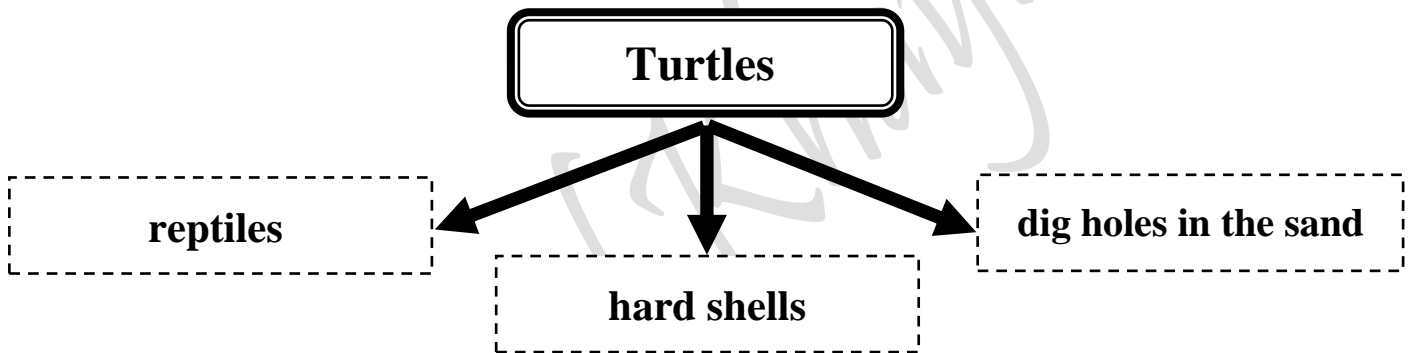 Turtles
reptiles
hard shells
dig holes in the sand